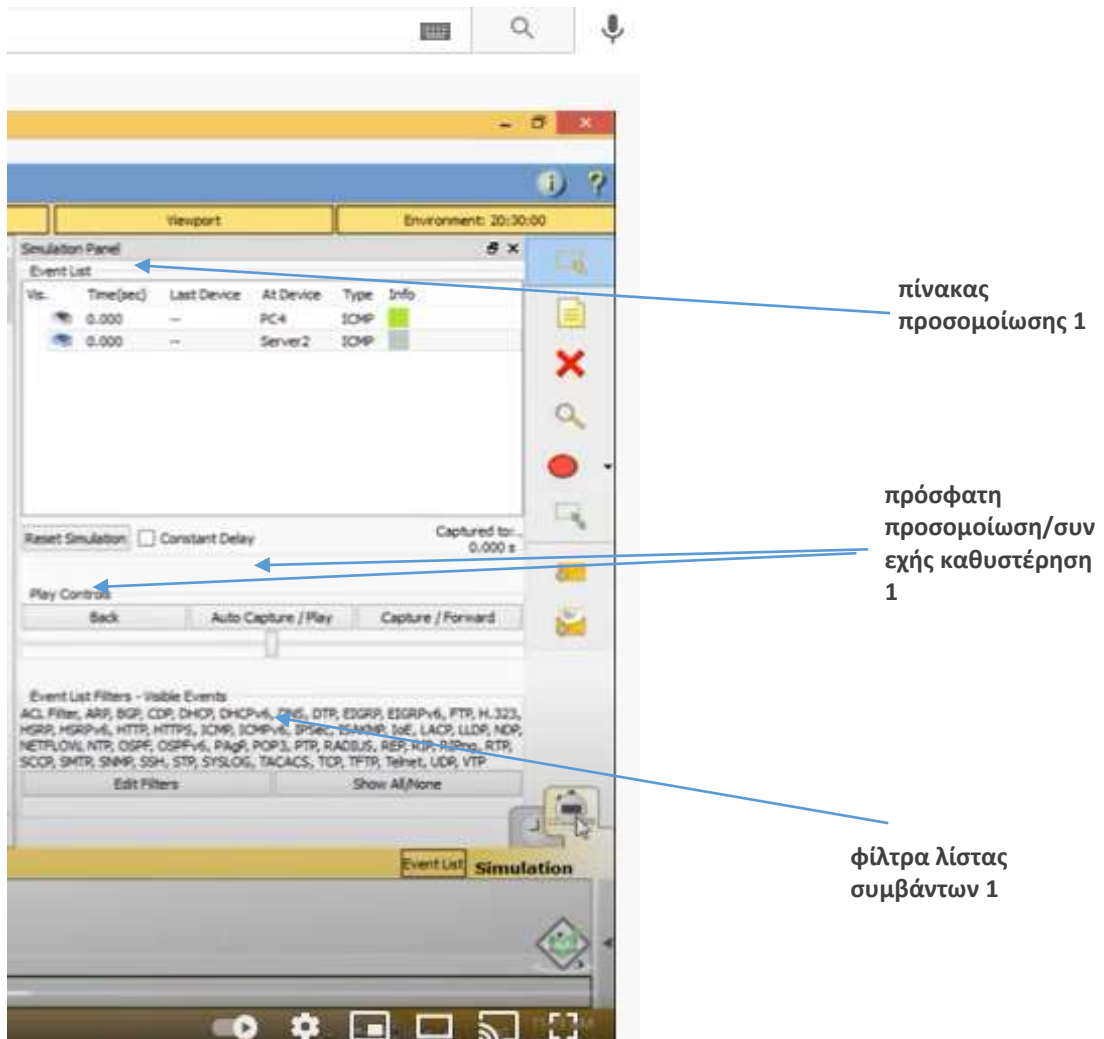 Viewport
Environment: 20:30:00
Simulation Panel
Event List
Vis. Time(sec) Last Device At Device Type Info
0.000 -- PC4 ICMP
0.000 -- Server2 ICMP
πίνακας
προσομοίωσης 1
Reset Simulation Constant Delay
Captured to:
0.000 s
πρόσφατη
προσομοίωση/συν
εχής καθυστέρηση
1
Play Controls
Back Auto Capture / Play Capture / Forward
Event List Filters - Visible Events
ACL Filter, ARP, BGP, CDP, DHCP, DHCPv6, DNS, DTP, EIGRP, EIGRPv6, FTP, H.323,
HSRP, HSRPv6, HTTP, HTTPS, ICMP, ICMPv6, IPSec, ISAKMP, IoE, LACP, LLDP, NDP,
NETFLOW, NTP, OSPF, OSPFv6, PAgP, POP3, PTP, RADIUS, REP, RIP, RIPng, RTP,
SCCP, SMTP, SNMP, SSH, STP, SYSLOG, TACACS, TCP, TFTP, Telnet, UDP, VTP
Edit Filters Show All/None
φίλτρα λίστας
συμβάντων 1
Event List Simulation